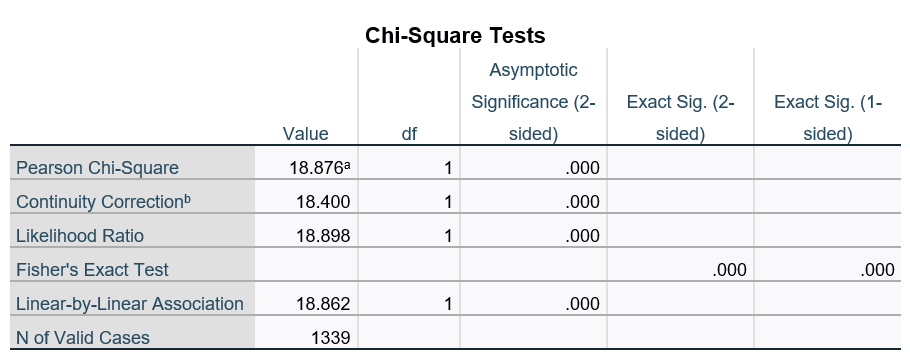 Chi-Square Tests
Asymptotic
Significance (2- Exact Sig. (2- Exact Sig. (1-
Value df sided) sided) sided)
Pearson Chi-Square 18.876ᵃ 1 .000
Continuity Correctionᵇ 18.400 1 .000
Likelihood Ratio 18.898 1 .000
Fisher's Exact Test .000 .000
Linear-by-Linear Association 18.862 1 .000
N of Valid Cases 1339